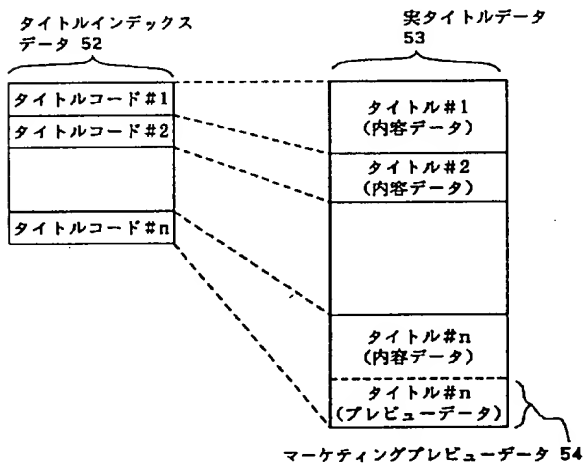 タイトルインデックス
データ 52
実タイトルデータ
53
タイトルコード#1
タイトルコード#2
タイトルコード#n
タイトル#1
(内容データ)
タイトル#2
(内容データ)
タイトル#n
(内容データ)
タイトル#n
(プレビューデータ)
マーケティングプレビューデータ 54